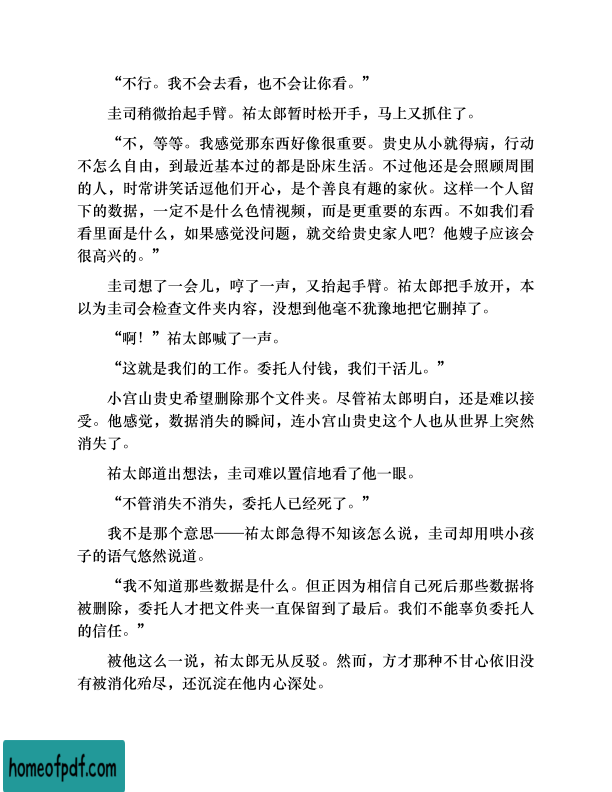 “不行。我不会去看，也不会让你看。”
圭司稍微抬起手臂。祐太郎暂时松开手，马上又抓住了。
“不，等等。我感觉那东西好像很重要。贵史从小就得病，行动
不怎么自由，到最近基本过的都是卧床生活。不过他还是会照顾周围
的人，时常讲笑话逗他们开心，是个善良有趣的家伙。这样一个人留
下的数据，一定不是什么色情视频，而是更重要的东西。不如我们看
看里面是什么，如果感觉没问题，就交给贵史家人吧？他嫂子应该会
很高兴的。”
圭司想了一会儿，哼了一声，又抬起手臂。祐太郎把手放开，本
以为圭司会检查文件夹内容，没想到他毫不犹豫地把它删掉了。
“啊！”祐太郎喊了一声。
“这就是我们的工作。委托人付钱，我们干活儿。”
小宫山贵史希望删除那个文件夹。尽管祐太郎明白，还是难以接
受。他感觉，数据消失的瞬间，连小宫山贵史这个人也从世界上突然
消失了。
祐太郎道出想法，圭司难以置信地看了他一眼。
“不管消失不消失，委托人已经死了。”
我不是那个意思——祐太郎急得不知该怎么说，圭司却用哄小孩
子的语气悠然说道。
“我不知道那些数据是什么。但正因为相信自己死后那些数据将
被删除，委托人才把文件夹一直保留到了最后。我们不能辜负委托人
的信任。”
被他这么一说，祐太郎无从反驳。然而，方才那种不甘心依旧没
有被消化殆尽，还沉淀在他内心深处。
homeofpdf.com